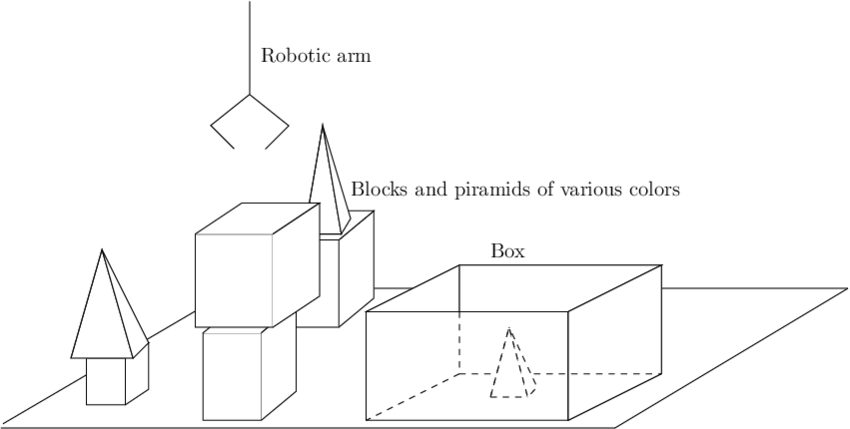 Robotic arm
Blocks and piramids of various colors
Box